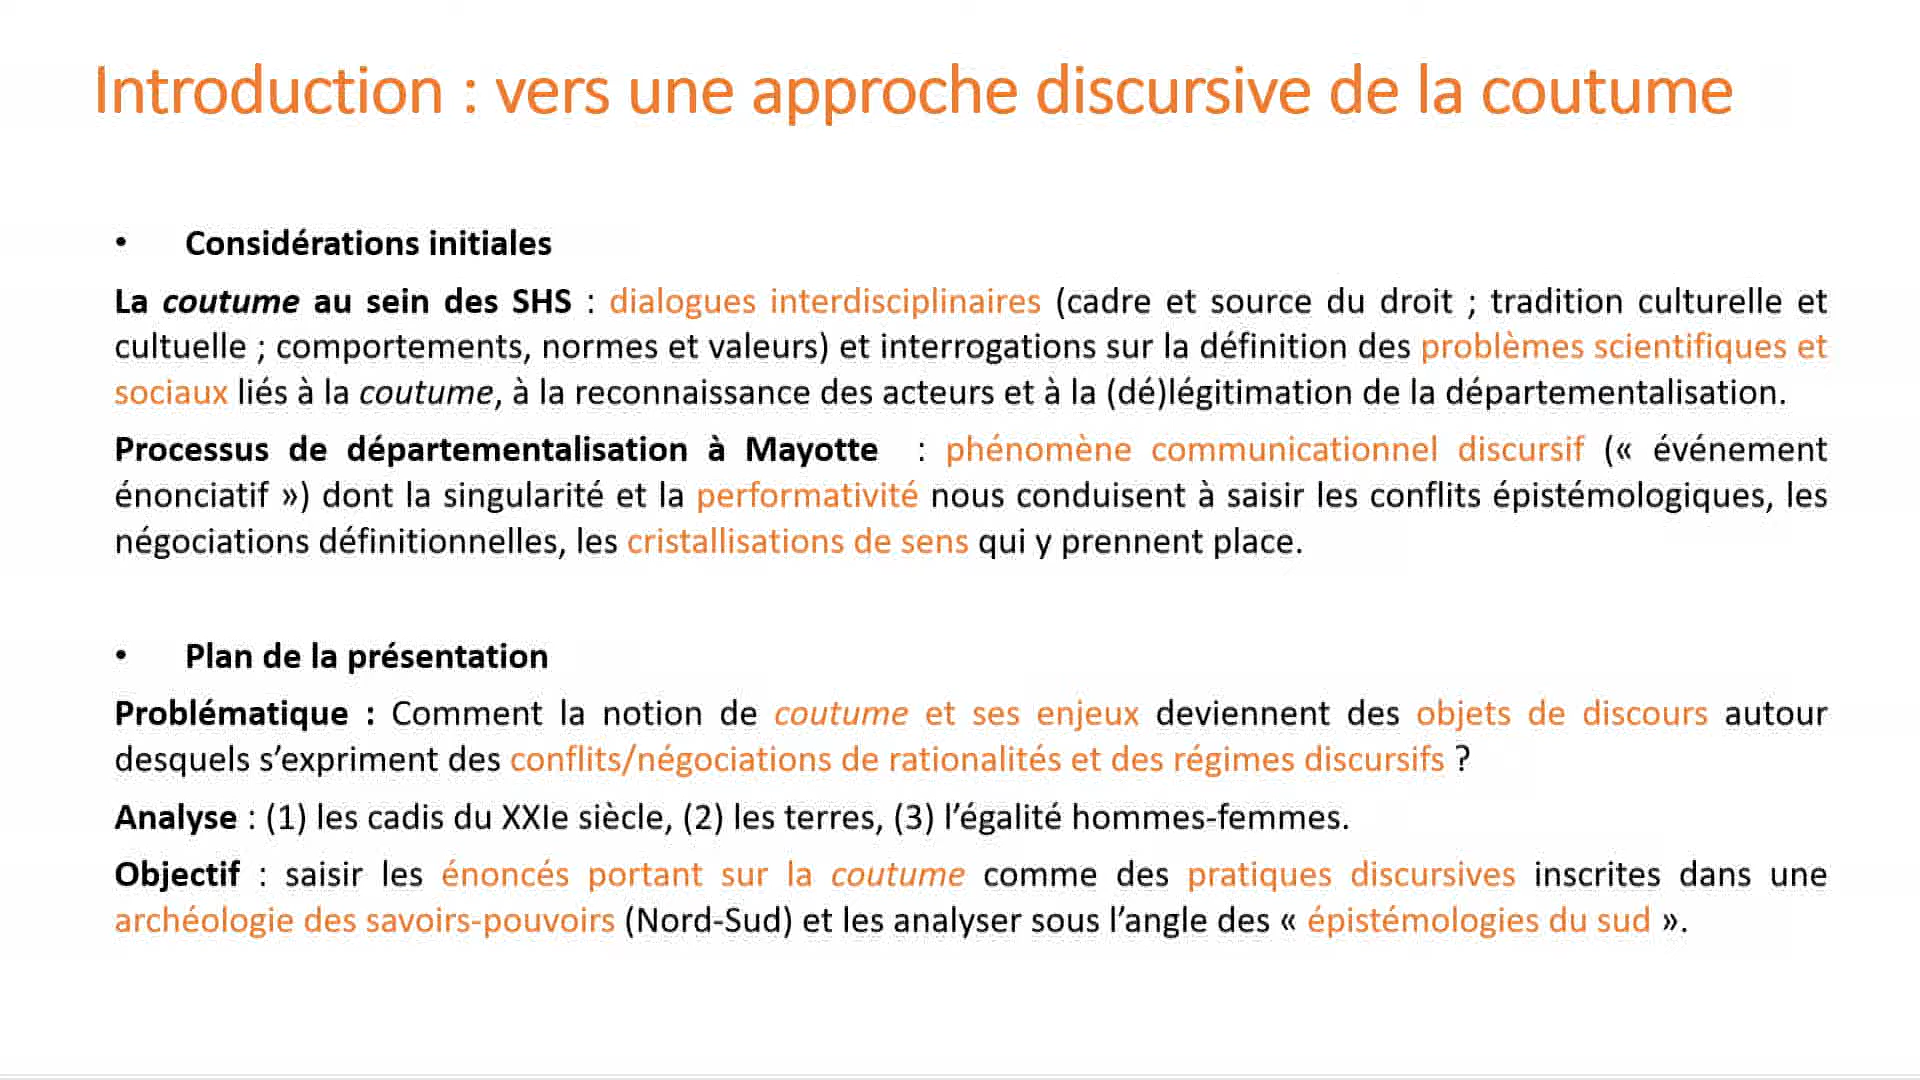 Introduction : vers une approche discursive de la coutume
• Considérations initiales
La coutume au sein des SHS : dialogues interdisciplinaires (cadre et source du droit ; tradition culturelle et
cultuelle ; comportements, normes et valeurs) et interrogations sur la définition des problèmes scientifiques et
sociaux liés à la coutume, à la reconnaissance des acteurs et à la (dé)légitimation de la départementalisation.
Processus de départementalisation à Mayotte : phénomène communicationnel discursif (« événement
énonciatif ») dont la singularité et la performativité nous conduisent à saisir les conflits épistémologiques, les
négociations définitionnelles, les cristallisations de sens qui y prennent place.
• Plan de la présentation
Problématique : Comment la notion de coutume et ses enjeux deviennent des objets de discours autour
desquels s’expriment des conflits/négociations de rationalités et des régimes discursifs ?
Analyse : (1) les cadis du XXIe siècle, (2) les terres, (3) l’égalité hommes-femmes.
Objectif : saisir les énoncés portant sur la coutume comme des pratiques discursives inscrites dans une
archéologie des savoirs-pouvoirs (Nord-Sud) et les analyser sous l’angle des « épistémologies du sud ».